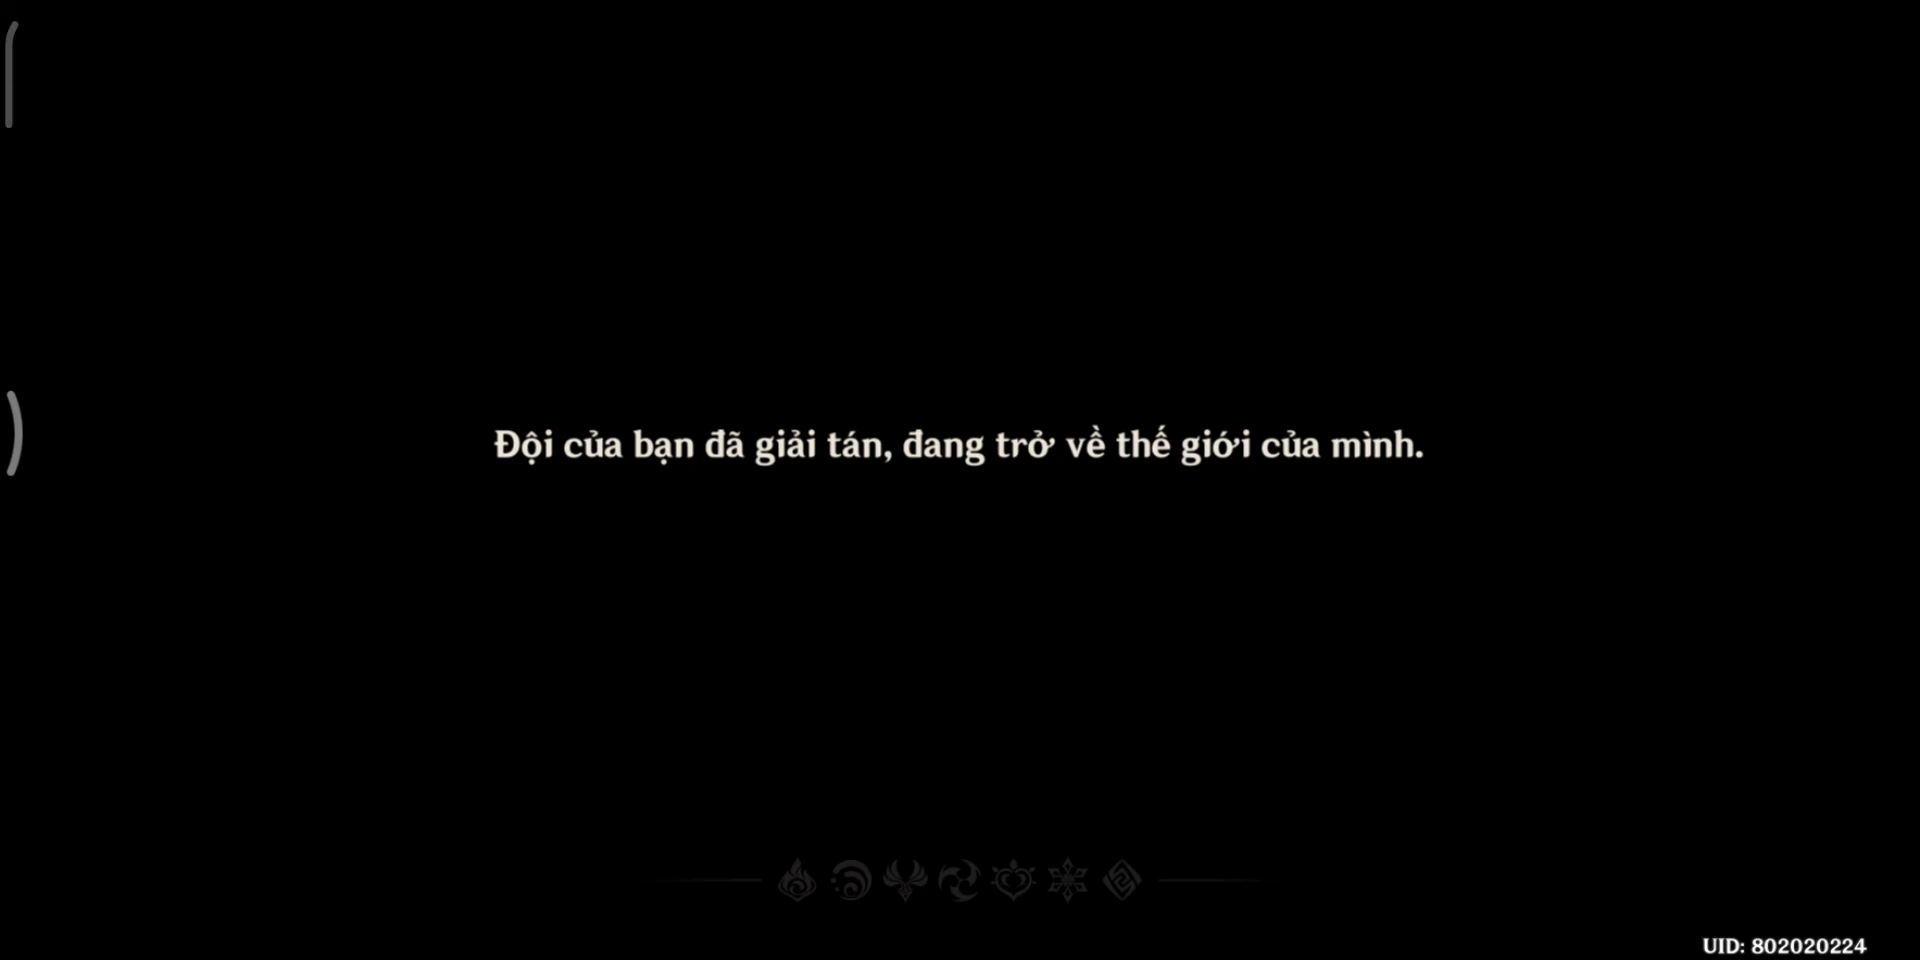 Đội của bạn đã giải tán, đang trở về thế giới của mình.
UID: 802020224